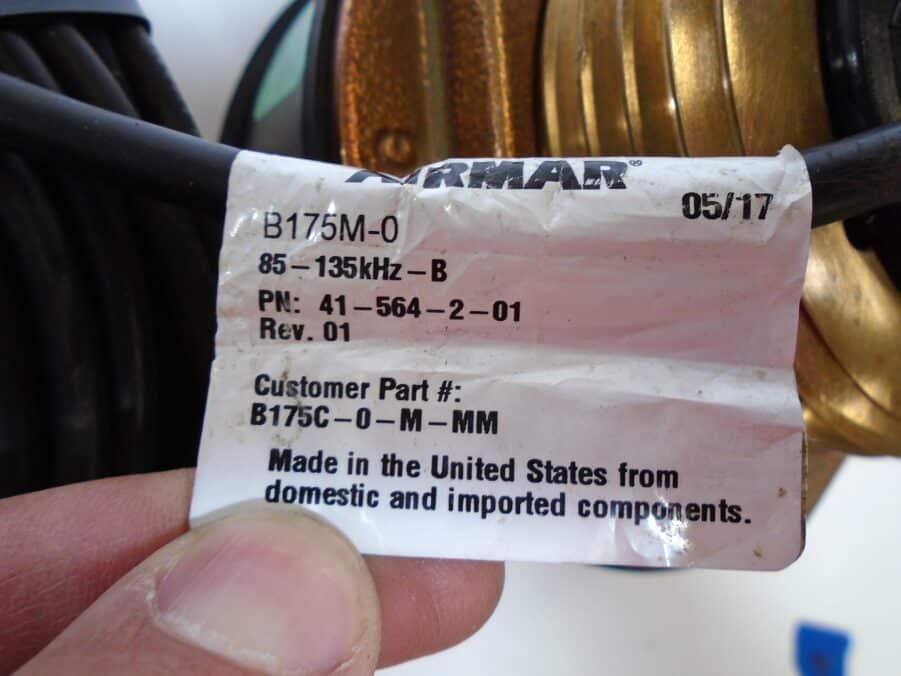 AIRMAR®
05/17
B175M-0
85-135kHz-B
PN: 41-564-2-01
Rev. 01
Customer Part #:
B175C-0-M-MM
Made in the United States from
domestic and imported components.